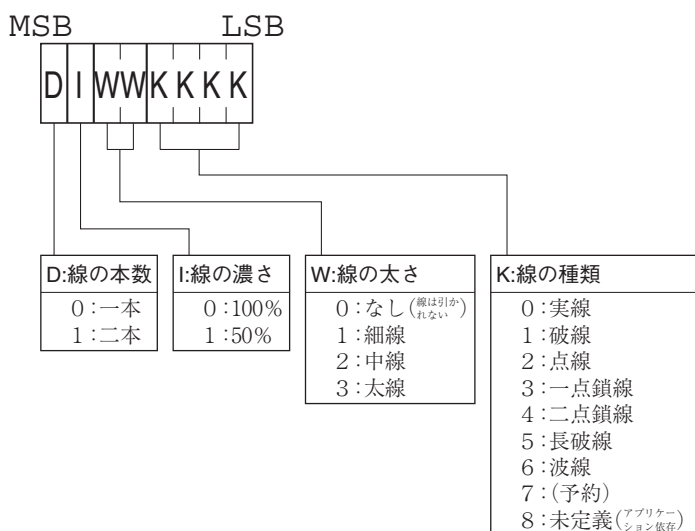 MSB LSB
D I W W K K K K
D:線の本数
0:一本
1:二本
I:線の濃さ
0:100%
1:50%
W:線の太さ
0:なし(線は引かれない)
1:細線
2:中線
3:太線
K:線の種類
0:実線
1:破線
2:点線
3:一点鎖線
4:二点鎖線
5:長破線
6:波線
7:(予約)
8:未定義(アプリケーション依存)